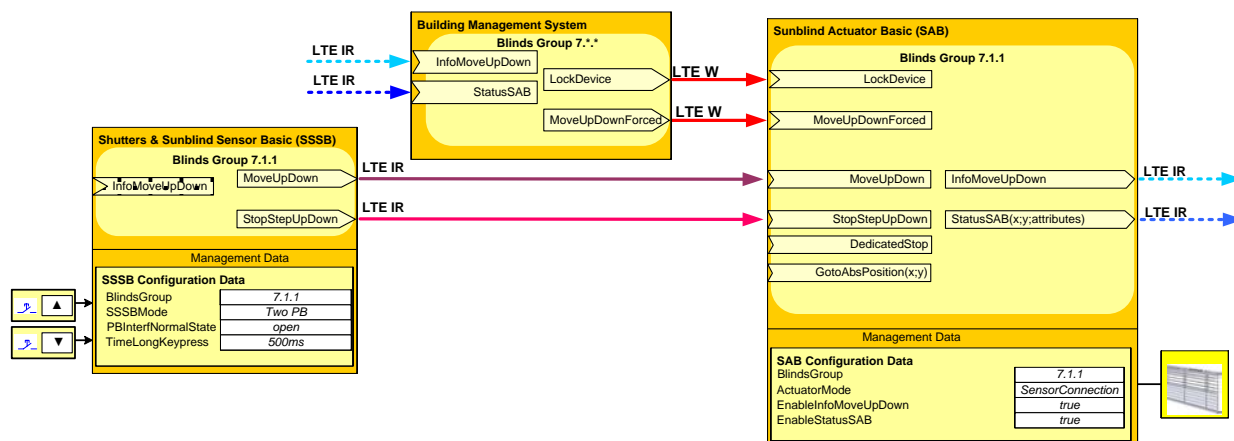 Building Management System
Blinds Group 7.*.*
LTE IR
InfoMoveUpDown
LTE IR
StatusSAB
LockDevice
LTE W
MoveUpDownForced
LTE W
Sunblind Actuator Basic (SAB)
Blinds Group 7.1.1
LockDevice
MoveUpDownForced
MoveUpDown
InfoMoveUpDown
LTE IR
StopStepUpDown
StatusSAB(x;y;attributes)
LTE IR
DedicatedStop
GotoAbsPosition(x;y)
Shutters & Sunblind Sensor Basic (SSSB)
Blinds Group 7.1.1
InfoMoveUpDown
MoveUpDown
LTE IR
StopStepUpDown
LTE IR
Management Data
SSSB Configuration Data
BlindsGroup 7.1.1
SSSBMode Two PB
PBInterfNormalState open
TimeLongKeypress 500ms
Management Data
SAB Configuration Data
BlindsGroup 7.1.1
ActuatorMode SensorConnection
EnableInfoMoveUpDown true
EnableStatusSAB true